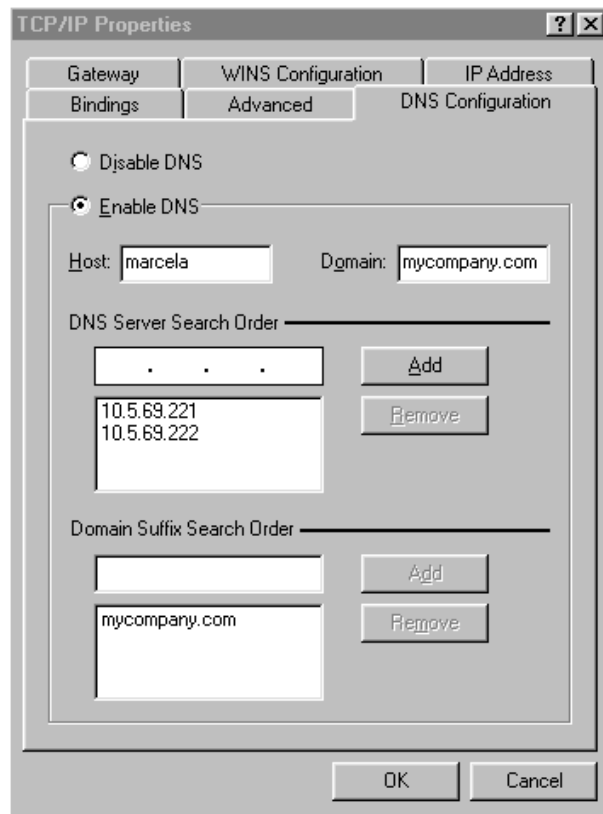 TCP/IP Properties ? ×
Gateway WINS Configuration IP Address
Bindings Advanced DNS Configuration
Disable DNS
Enable DNS
Host: marcela Domain: mycompany.com
DNS Server Search Order
. . . Add
10.5.69.221 Remove
10.5.69.222
Domain Suffix Search Order
Add
mycompany.com Remove
OK Cancel